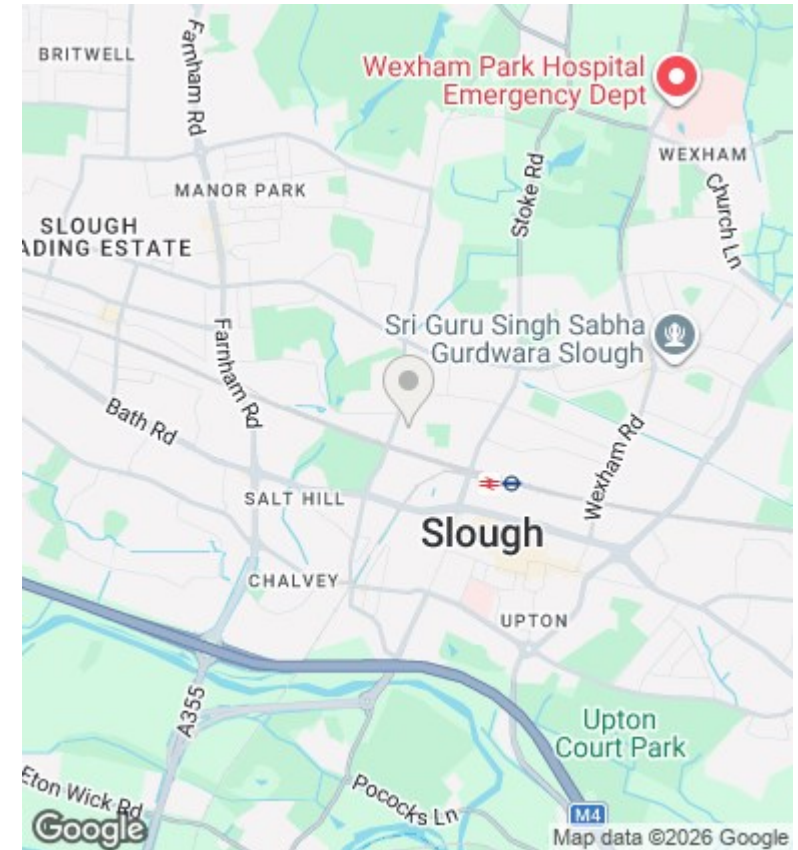 BRITWELL
Farnham Rd
Wexham Park Hospital
Emergency Dept
WEXHAM
MANOR PARK
Stoke Rd
Church Ln
SLOUGH
ADING ESTATE
Sri Guru Singh Sabha
Gurdwara Slough
Farnham Rd
Bath Rd
Wexham Rd
SALT HILL
Slough
CHALVEY
UPTON
A355
Upton
Court Park
Eton Wick Rd
Pococks Ln
M4
Google
Map data ©2026 Google